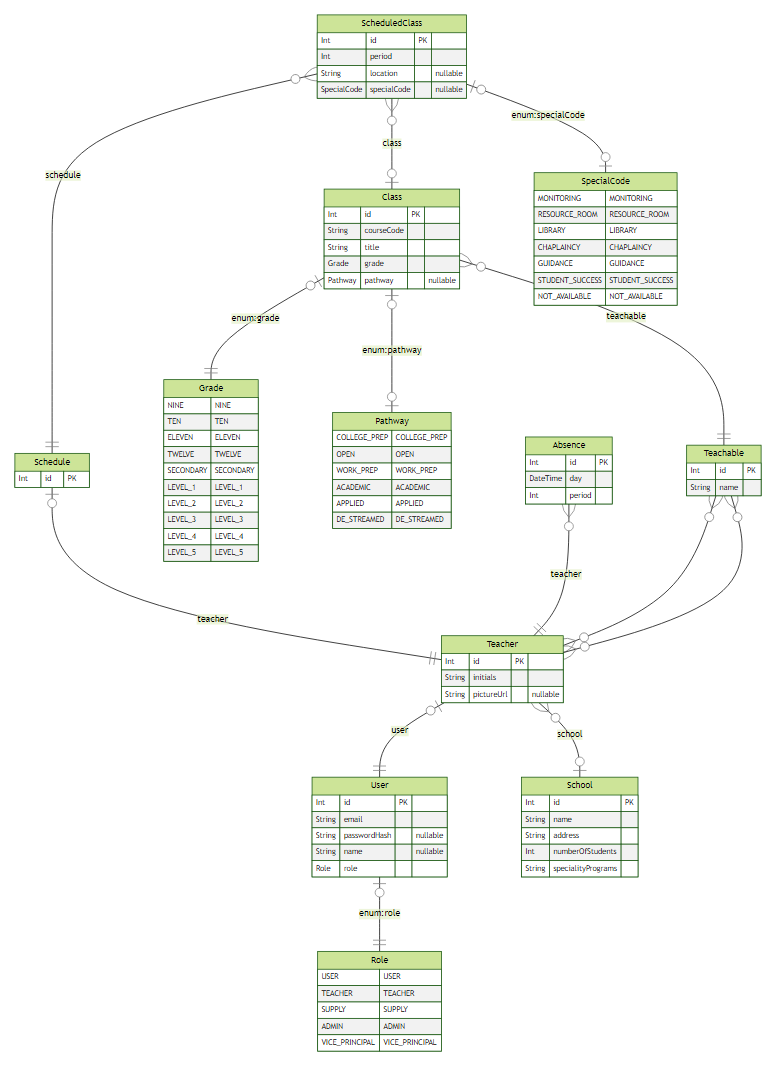 ScheduledClass
Int id PK
Int period
String location nullable
SpecialCode specialCode nullable
enum:specialCode
class
schedule
SpecialCode
MONITORING MONITORING
RESOURCE_ROOM RESOURCE_ROOM
LIBRARY LIBRARY
CHAPLAINCY CHAPLAINCY
GUIDANCE GUIDANCE
STUDENT_SUCCESS STUDENT_SUCCESS
NOT_AVAILABLE NOT_AVAILABLE
Class
Int id PK
String courseCode
String title
Grade grade
Pathway pathway nullable
enum:grade
teachable
enum:pathway
Grade
NINE NINE
TEN TEN
ELEVEN ELEVEN
TWELVE TWELVE
SECONDARY SECONDARY
LEVEL_1 LEVEL_1
LEVEL_2 LEVEL_2
LEVEL_3 LEVEL_3
LEVEL_4 LEVEL_4
LEVEL_5 LEVEL_5
Pathway
COLLEGE_PREP COLLEGE_PREP
OPEN OPEN
WORK_PREP WORK_PREP
ACADEMIC ACADEMIC
APPLIED APPLIED
DE_STREAMED DE_STREAMED
Absence
Int id PK
DateTime day
Int period
Teachable
Int id PK
String name
Schedule
Int id PK
teacher
teacher
Teacher
Int id PK
String initials
String pictureUrl nullable
user
school
User
Int id PK
String email
String passwordHash nullable
String name nullable
Role role
School
Int id PK
String name
String address
Int numberOfStudents
String specialityPrograms
enum:role
Role
USER USER
TEACHER TEACHER
SUPPLY SUPPLY
ADMIN ADMIN
VICE_PRINCIPAL VICE_PRINCIPAL